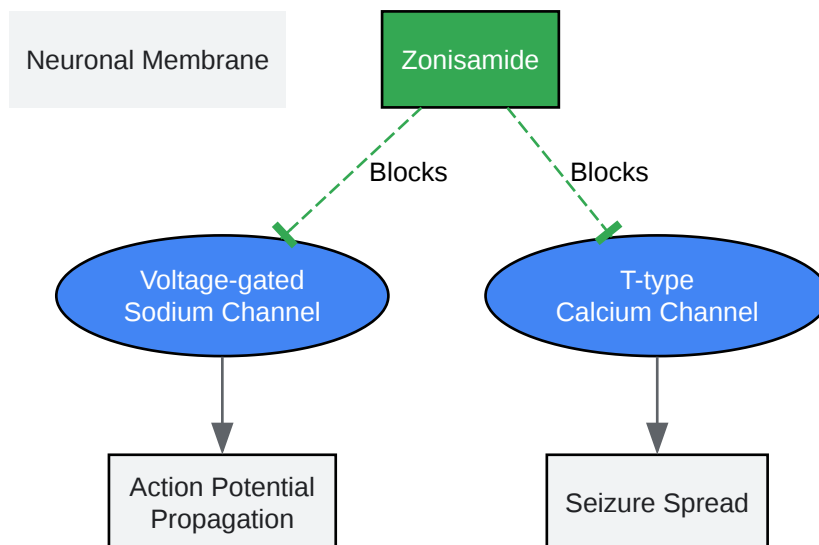 Neuronal Membrane
Zonisamide
Blocks
Blocks
Voltage-gated
Sodium Channel
T-type
Calcium Channel
Action Potential
Propagation
Seizure Spread